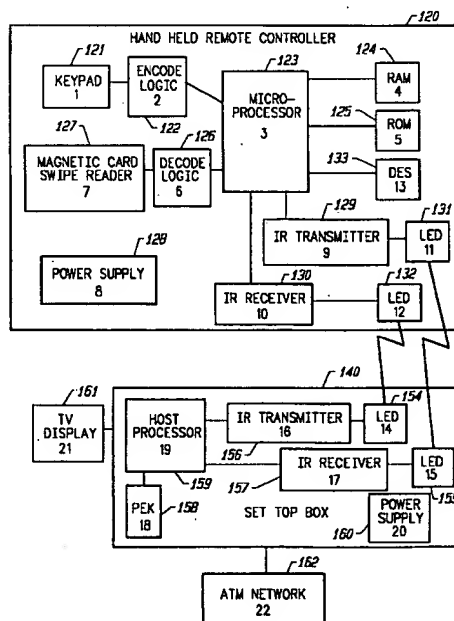 120
HAND HELD REMOTE CONTROLLER
121
KEYPAD
1
ENCODE
LOGIC
2
122
123
MICRO-
PROCESSOR
3
124
RAM
4
125
ROM
5
127
MAGNETIC CARD
SWIPE READER
7
126
DECODE
LOGIC
6
133
DES
13
129
IR TRANSMITTER
9
131
LED
11
128
POWER SUPPLY
8
130
IR RECEIVER
10
132
LED
12
140
161
TV
DISPLAY
21
HOST
PROCESSOR
19
159
IR TRANSMITTER
16
156
154
LED
14
157
IR RECEIVER
17
LED
15
155
PEK
18
158
SET TOP BOX
160
POWER
SUPPLY
20
162
ATM NETWORK
22